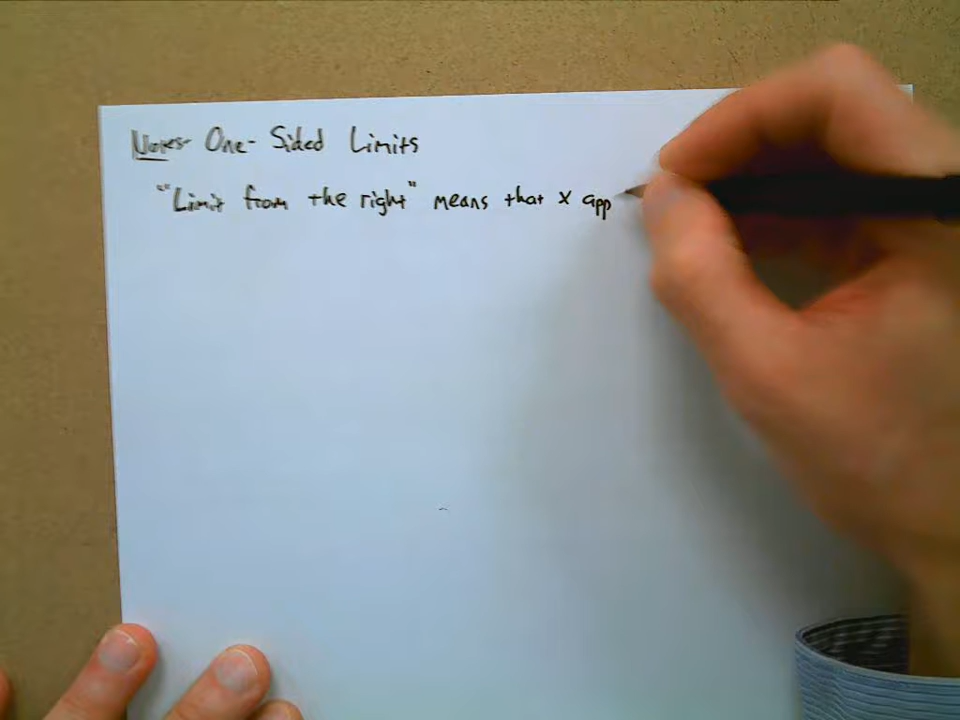 Notes- One-Sided Limits
"Limit from the right" means that x app